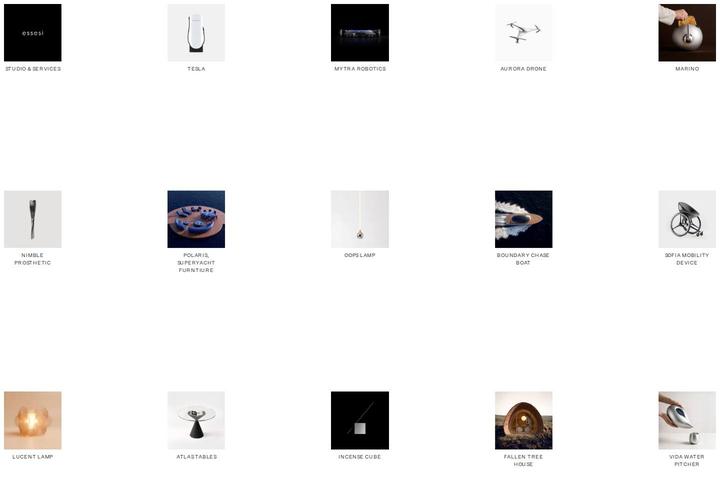 essesi
STUDIO & SERVICES
TESLA
MYTRA ROBOTICS
AURORA DRONE
MARINO
NIMBLE
PROSTHETIC
POLARIS,
SUPERYACHT
FURNTIURE
OOPS LAMP
BOUNDARY CHASE
BOAT
SOFIA MOBILITY
DEVICE
LUCENT LAMP
ATLAS TABLES
INCENSE CUBE
FALLEN TREE
HOUSE
VIDA WATER
PITCHER